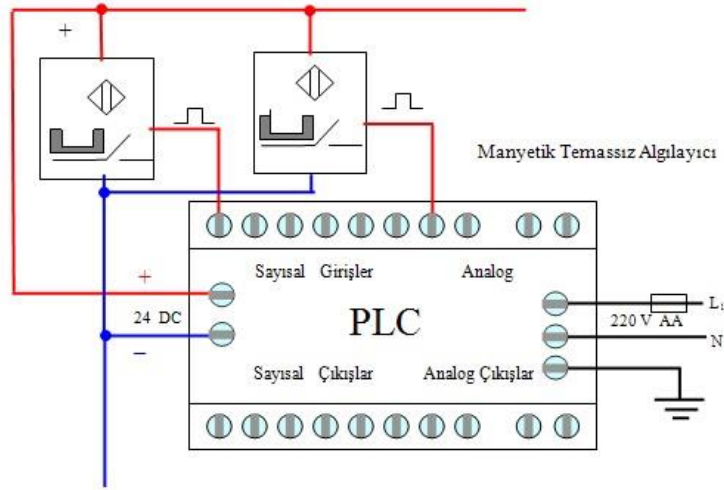 +
Manyetik Temassız Algılayıcı
Sayısal Girişler Analog
+
24 DC
PLC
L1
220 V AA
N
−
Sayısal Çıkışlar Analog Çıkışlar